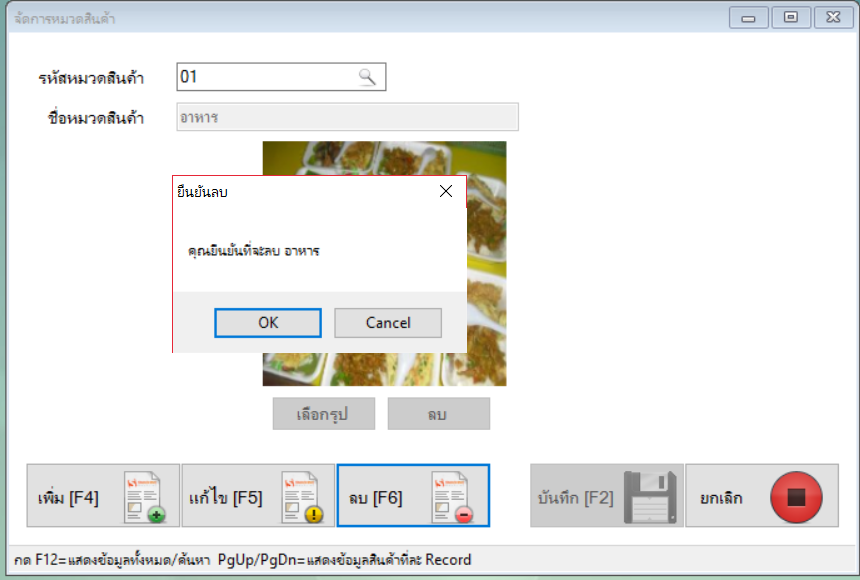 จัดการหมวดสินค้า
รหัสหมวดสินค้า 01
ชื่อหมวดสินค้า อาหาร
ยืนยันลบ
คุณยืนยันที่จะลบ อาหาร
OK Cancel
เลือกรูป ลบ
เพิ่ม [F4] แก้ไข [F5] ลบ [F6] บันทึก [F2] ยกเลิก
กด F12=แสดงข้อมูลทั้งหมด/ค้นหา PgUp/PgDn=แสดงข้อมูลสินค้าทีละ Record